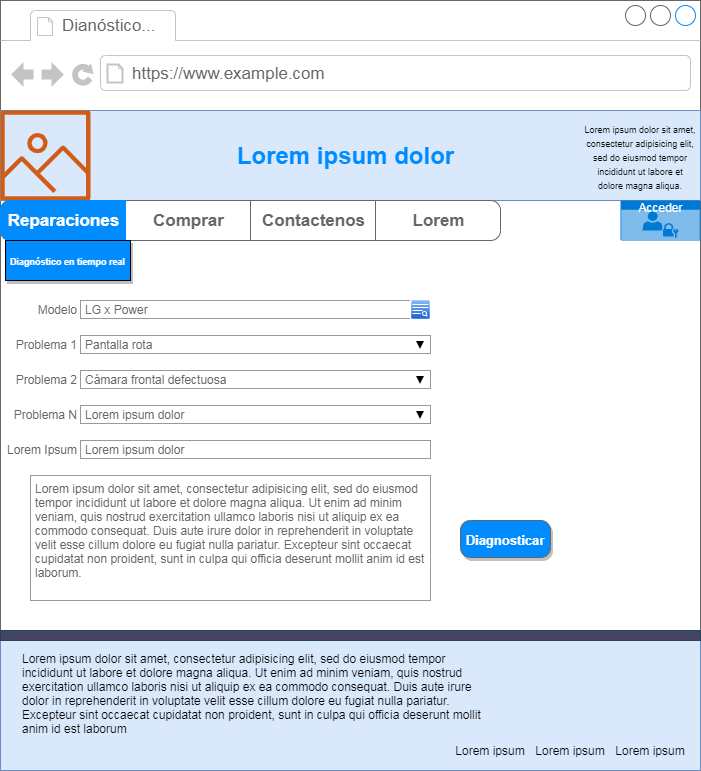 Dianóstico...
https://www.example.com
Lorem ipsum dolor
Lorem ipsum dolor sit amet,
consectetur adipisicing elit,
sed do eiusmod tempor
incididunt ut labore et
dolore magna aliqua.
Reparaciones Comprar Contactenos Lorem
Acceder
Diagnóstico en tiempo real
Modelo LG x Power
Problema 1 Pantalla rota
Problema 2 Cámara frontal defectuosa
Problema N Lorem ipsum dolor
Lorem Ipsum Lorem ipsum dolor
Lorem ipsum dolor sit amet, consectetur adipisicing elit, sed do eiusmod
tempor incididunt ut labore et dolore magna aliqua. Ut enim ad minim
veniam, quis nostrud exercitation ullamco laboris nisi ut aliquip ex ea
commodo consequat. Duis aute irure dolor in reprehenderit in voluptate
velit esse cillum dolore eu fugiat nulla pariatur. Excepteur sint occaecat
cupidatat non proident, sunt in culpa qui officia deserunt mollit anim id est
laborum.
Diagnosticar
Lorem ipsum dolor sit amet, consectetur adipisicing elit, sed do eiusmod tempor
incididunt ut labore et dolore magna aliqua. Ut enim ad minim veniam, quis nostrud
exercitation ullamco laboris nisi ut aliquip ex ea commodo consequat. Duis aute irure
dolor in reprehenderit in voluptate velit esse cillum dolore eu fugiat nulla pariatur.
Excepteur sint occaecat cupidatat non proident, sunt in culpa qui officia deserunt mollit
anim id est laborum
Lorem ipsum Lorem ipsum Lorem ipsum